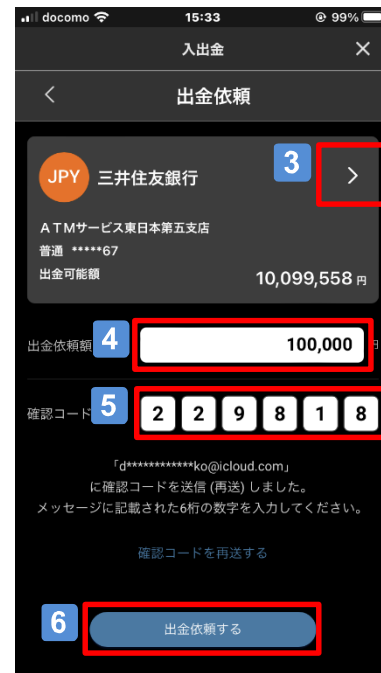 docomo 15:33 99%
入出金 ×
出金依頼
3
JPY 三井住友銀行
ATMサービス東日本第五支店
普通 *****67
出金可能額
10,099,558 円
出金依頼額 4 100,000 円
確認コード 5 2 2 9 8 1 8
「d************ko@icloud.com」
に確認コードを送信 (再送) しました。
メッセージに記載された6桁の数字を入力してください。
確認コードを再送する
6 出金依頼する